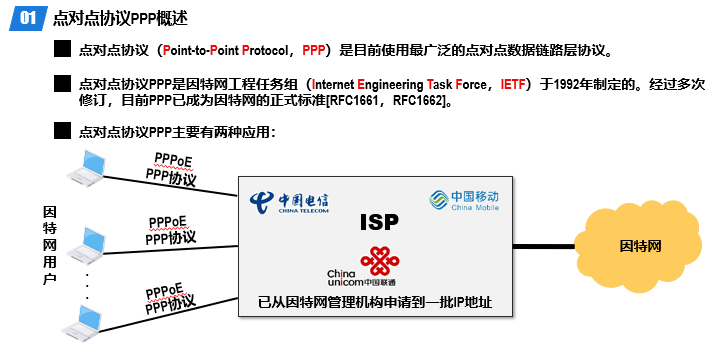 01 点对点协议PPP概述
点对点协议（Point-to-Point Protocol，PPP）是目前使用最广泛的点对点数据链路层协议。
点对点协议PPP是因特网工程任务组（Internet Engineering Task Force，IETF）于1992年制定的。经过多次
修订，目前PPP已成为因特网的正式标准[RFC1661，RFC1662]。
点对点协议PPP主要有两种应用：
因特网用户
PPPoE
PPP协议
PPPoE
PPP协议
PPPoE
PPP协议
中国电信
CHINA TELECOM
中国移动
China Mobile
ISP
China
unicom中国联通
已从因特网管理机构申请到一批IP地址
因特网